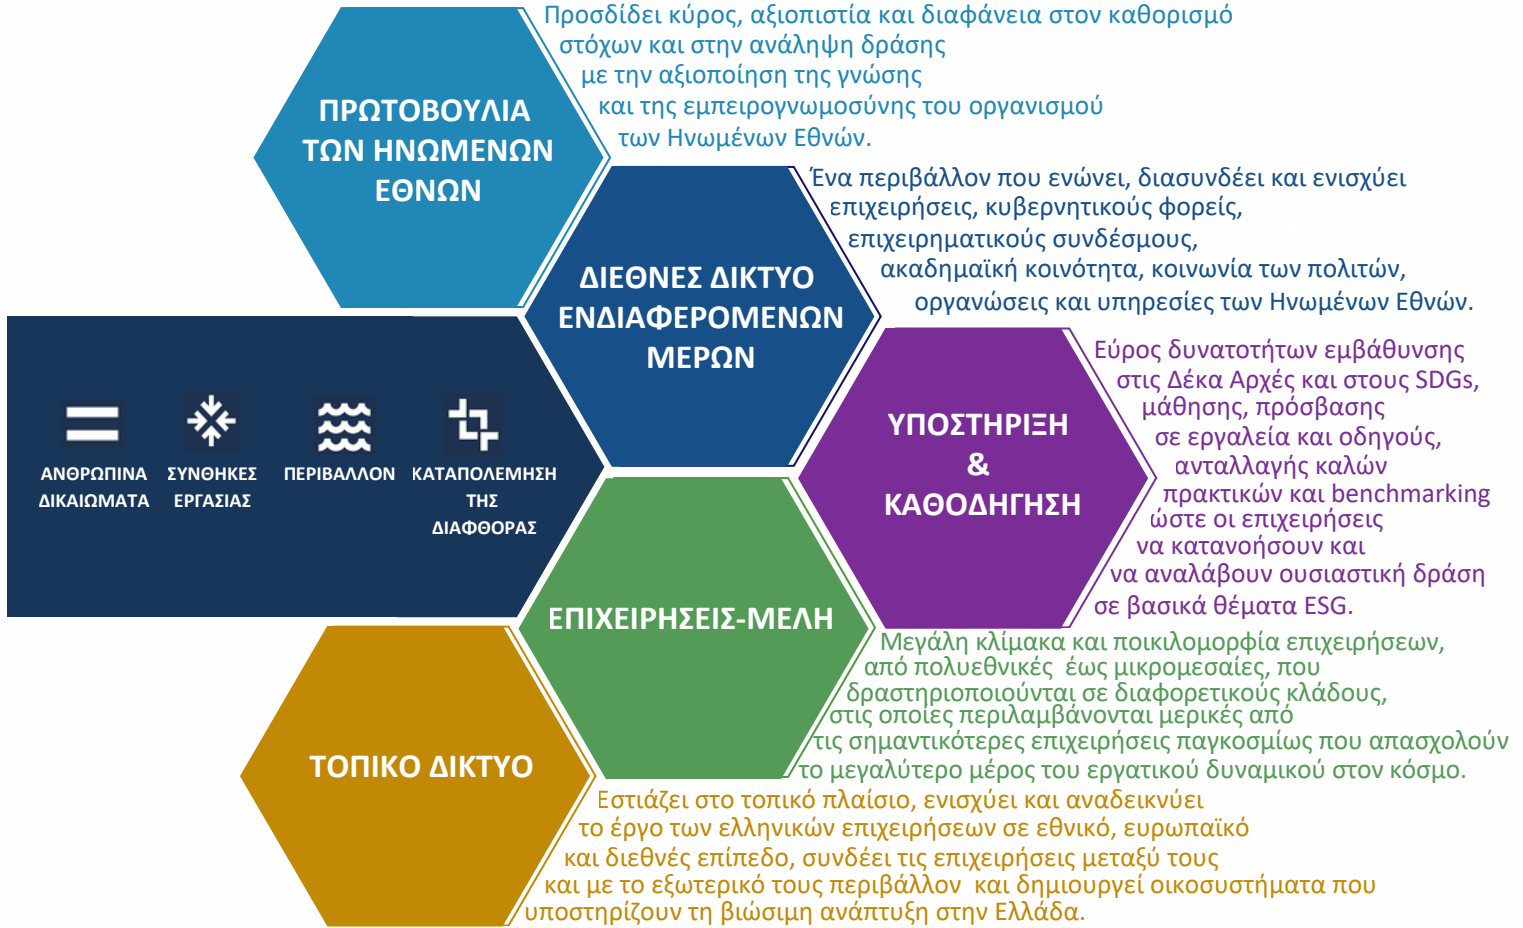 Προσδίδει κύρος, αξιοπιστία και διαφάνεια στον καθορισμό
στόχων και στην ανάληψη δράσης
με την αξιοποίηση της γνώσης
και της εμπειρογνωμοσύνης του οργανισμού
των Ηνωμένων Εθνών.
ΠΡΩΤΟΒΟΥΛΙΑ
ΤΩΝ ΗΝΩΜΕΝΩΝ
ΕΘΝΩΝ
Ένα περιβάλλον που ενώνει, διασυνδέει και ενισχύει
επιχειρήσεις, κυβερνητικούς φορείς,
επιχειρηματικούς συνδέσμους,
ακαδημαϊκή κοινότητα, κοινωνία των πολιτών,
οργανώσεις και υπηρεσίες των Ηνωμένων Εθνών.
ΔΙΕΘΝΕΣ ΔΙΚΤΥΟ
ΕΝΔΙΑΦΕΡΟΜΕΝΩΝ
ΜΕΡΩΝ
Εύρος δυνατοτήτων εμβάθυνσης
στις Δέκα Αρχές και στους SDGs,
μάθησης, πρόσβασης
σε εργαλεία και οδηγούς,
ανταλλαγής καλών
πρακτικών και benchmarking
ώστε οι επιχειρήσεις
να κατανοήσουν και
να αναλάβουν ουσιαστική δράση
σε βασικά θέματα ESG.
ΥΠΟΣΤΗΡΙΞΗ
&
ΚΑΘΟΔΗΓΗΣΗ
ΑΝΘΡΩΠΙΝΑ
ΔΙΚΑΙΩΜΑΤΑ
ΣΥΝΘΗΚΕΣ
ΕΡΓΑΣΙΑΣ
ΠΕΡΙΒΑΛΛΟΝ
ΚΑΤΑΠΟΛΕΜΗΣΗ
ΤΗΣ
ΔΙΑΦΘΟΡΑΣ
ΕΠΙΧΕΙΡΗΣΕΙΣ-ΜΕΛΗ
Μεγάλη κλίμακα και ποικιλομορφία επιχειρήσεων,
από πολυεθνικές έως μικρομεσαίες, που
δραστηριοποιούνται σε διαφορετικούς κλάδους,
στις οποίες περιλαμβάνονται μερικές από
τις σημαντικότερες επιχειρήσεις παγκοσμίως που απασχολούν
το μεγαλύτερο μέρος του εργατικού δυναμικού στον κόσμο.
ΤΟΠΙΚΟ ΔΙΚΤΥΟ
Εστιάζει στο τοπικό πλαίσιο, ενισχύει και αναδεικνύει
το έργο των ελληνικών επιχειρήσεων σε εθνικό, ευρωπαϊκό
και διεθνές επίπεδο, συνδέει τις επιχειρήσεις μεταξύ τους
και με το εξωτερικό τους περιβάλλον και δημιουργεί οικοσυστήματα που
υποστηρίζουν τη βιώσιμη ανάπτυξη στην Ελλάδα.